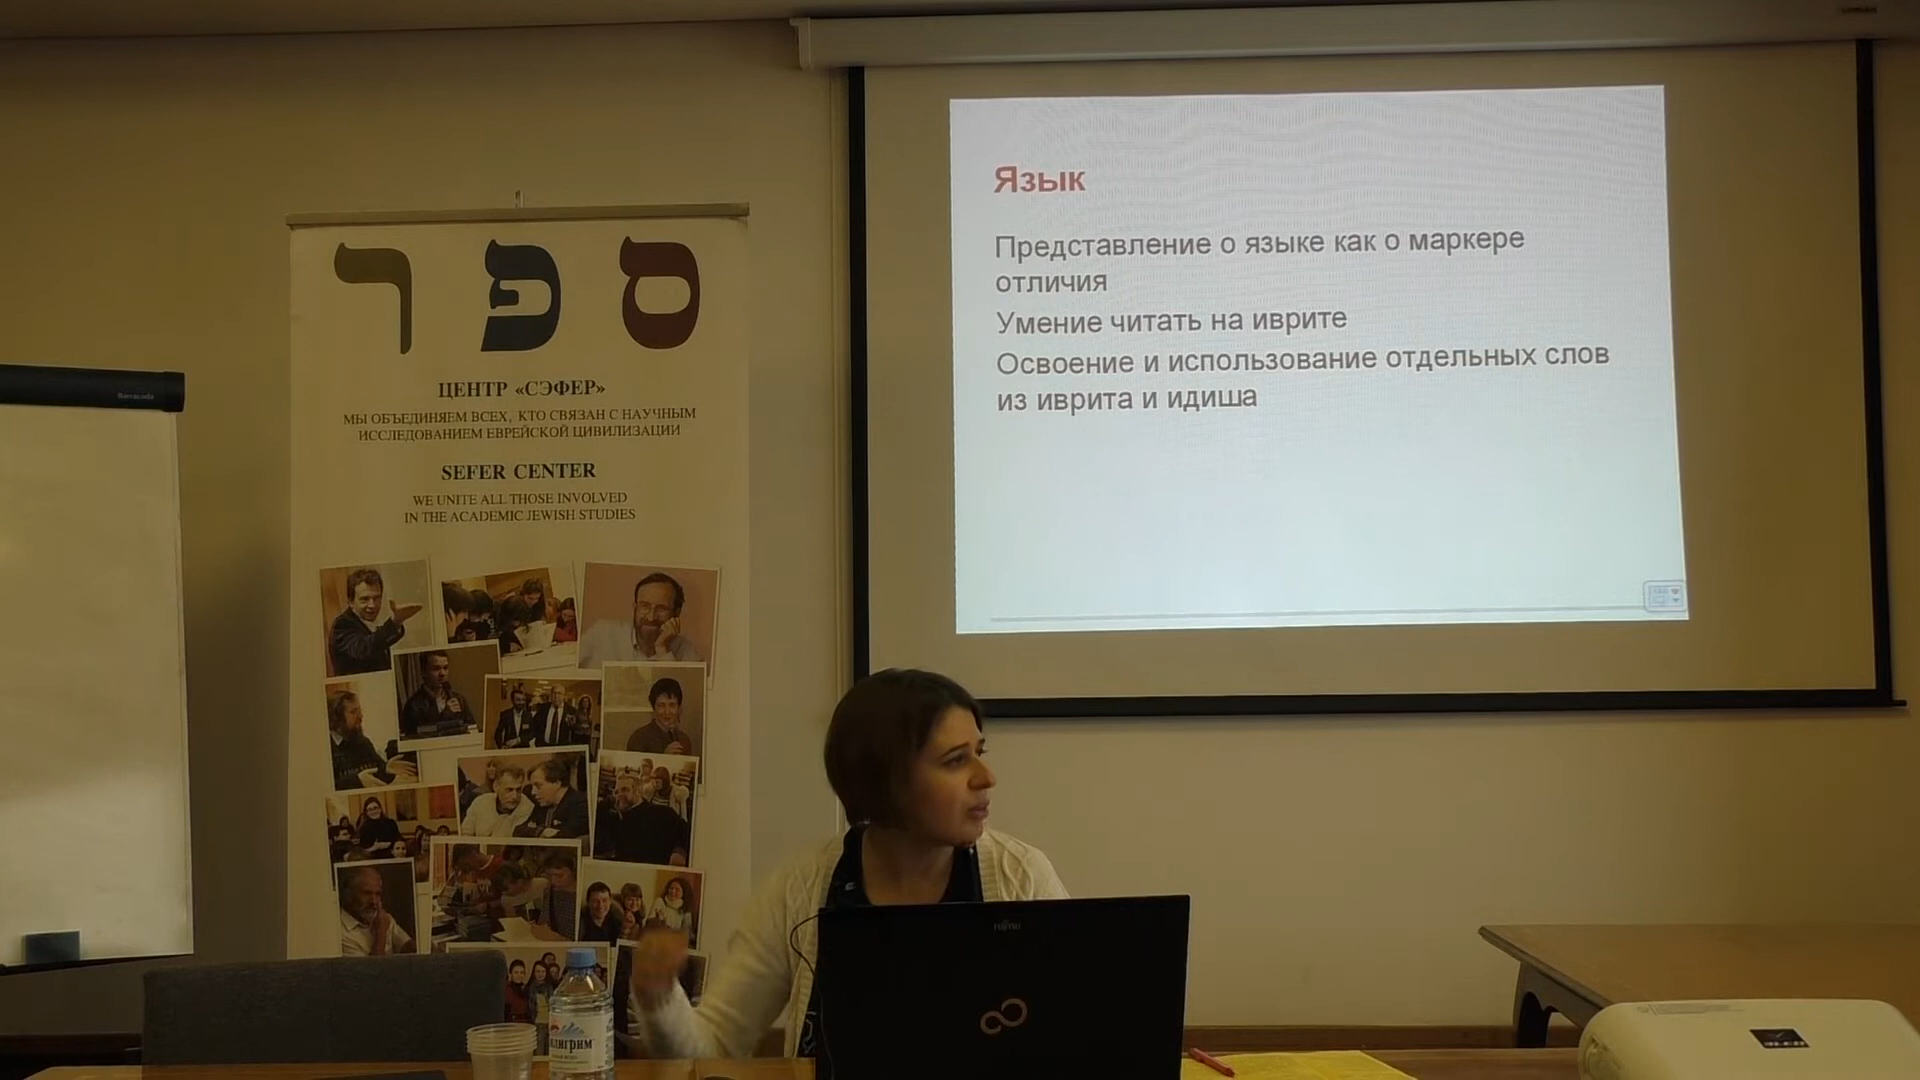 ספר
ЦЕНТР «СЭФЕР»
МЫ ОБЪЕДИНЯЕМ ВСЕХ, КТО СВЯЗАН С НАУЧНЫМ
ИССЛЕДОВАНИЕМ ЕВРЕЙСКОЙ ЦИВИЛИЗАЦИИ
SEFER CENTER
WE UNITE ALL THOSE INVOLVED
IN THE ACADEMIC JEWISH STUDIES
Язык
Представление о языке как о маркере
отличия
Умение читать на иврите
Освоение и использование отдельных слов
из иврита и идиша
Barracuda
FUJITSU